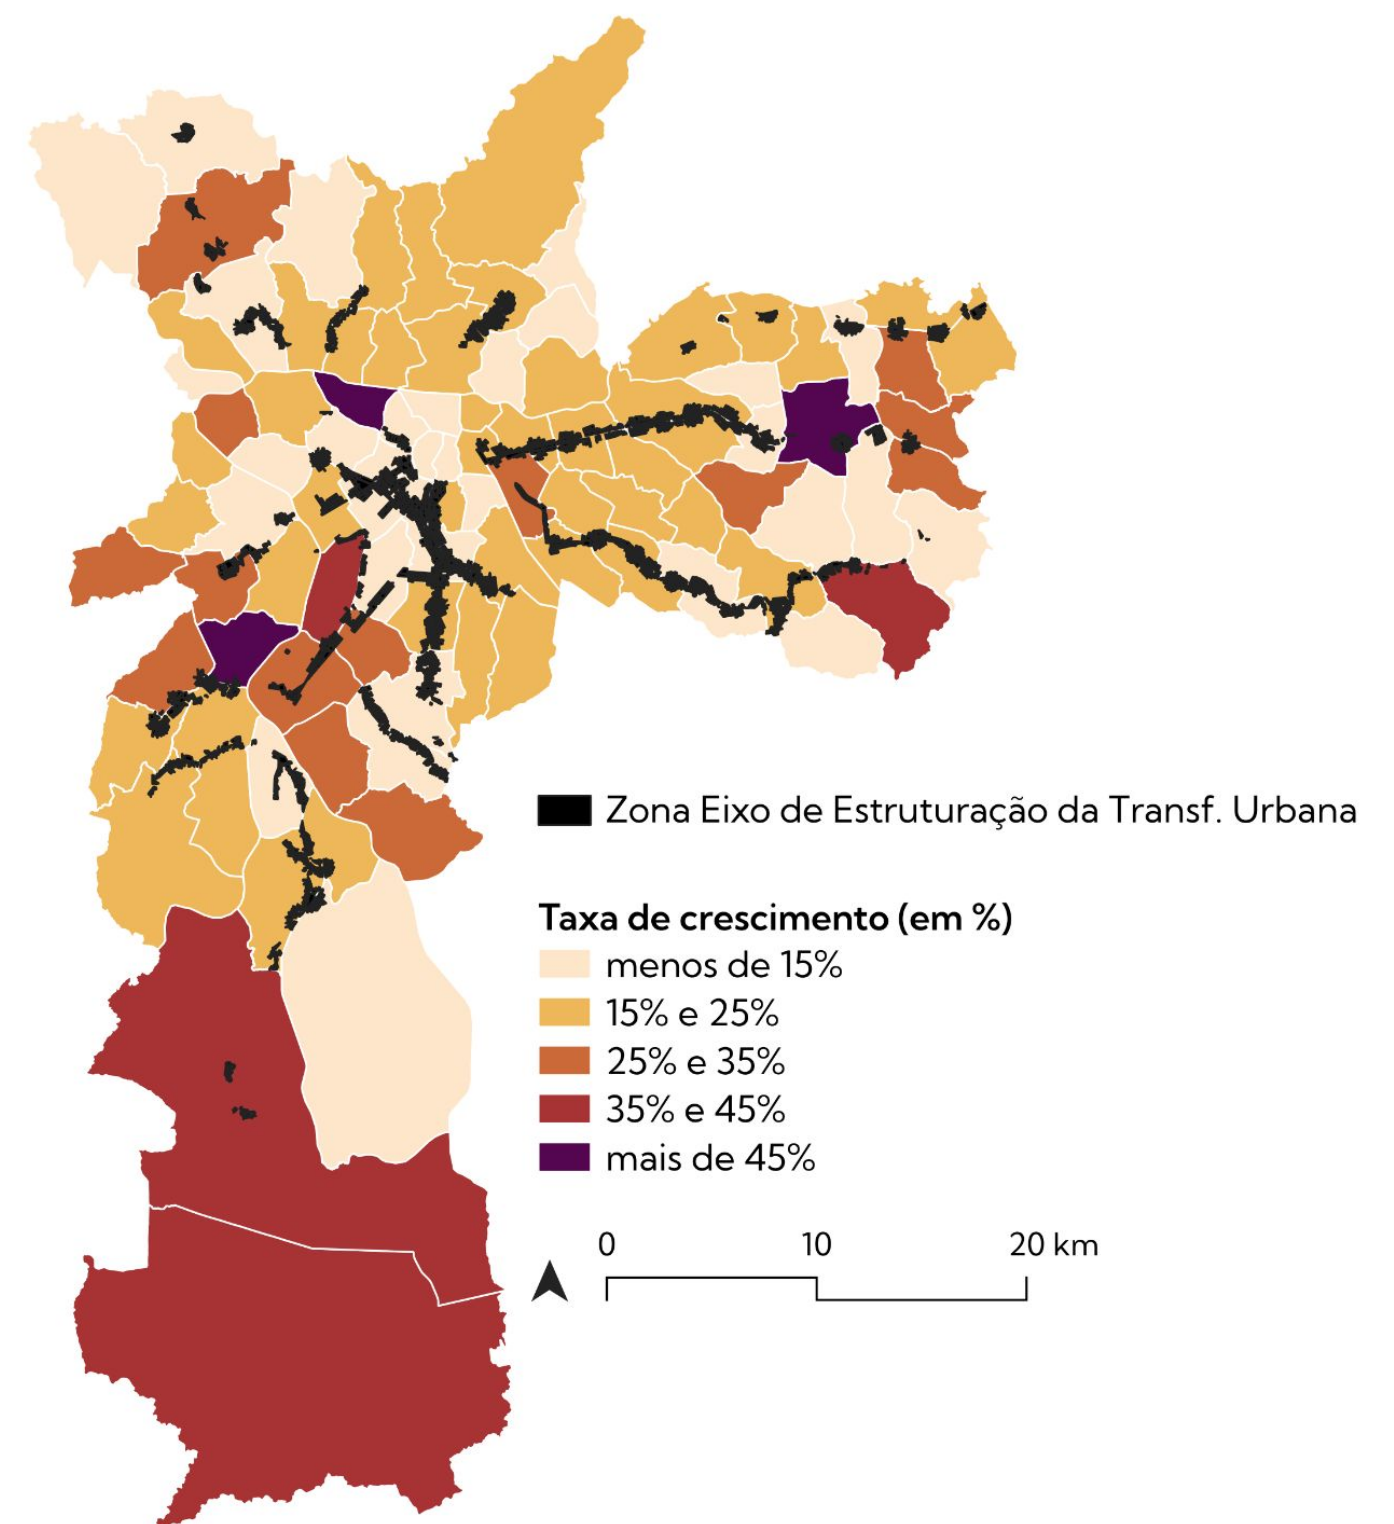 Zona Eixo de Estruturação da Transf. Urbana
Taxa de crescimento (em %)
menos de 15%
15% e 25%
25% e 35%
35% e 45%
mais de 45%
0 10 20 km